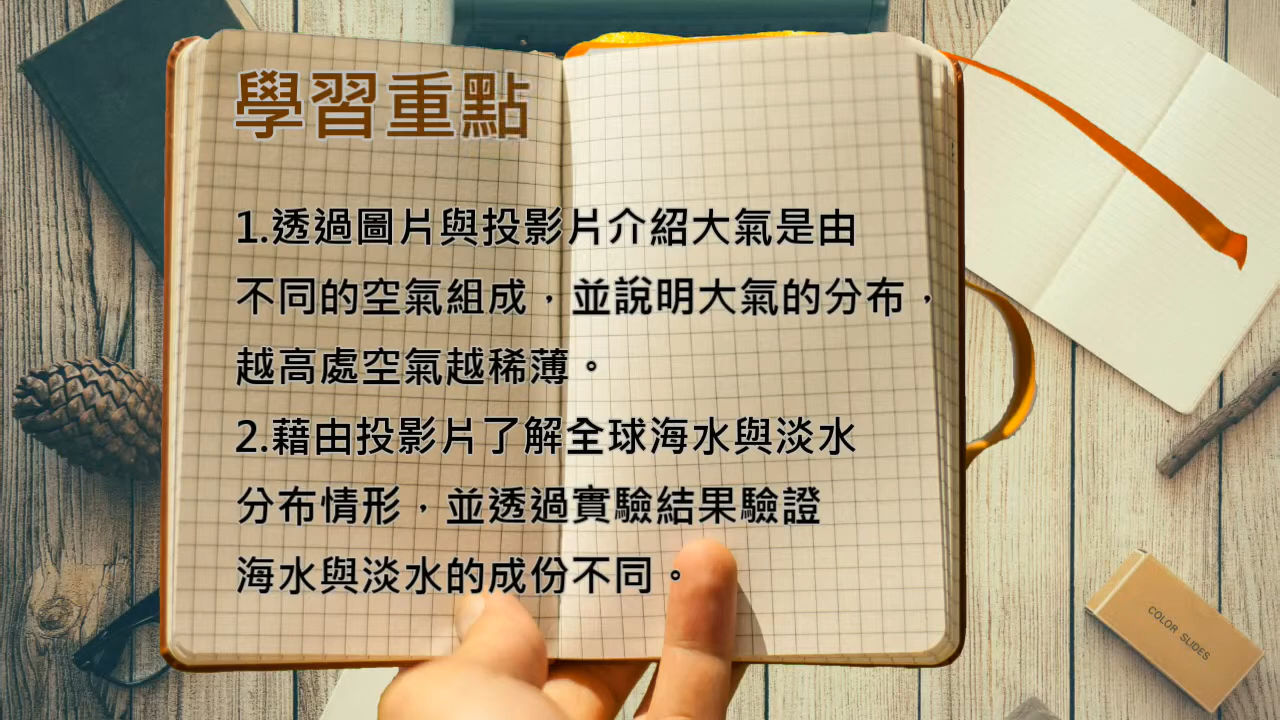 學習重點
1.透過圖片與投影片介紹大氣是由
不同的空氣組成，並說明大氣的分布，
越高處空氣越稀薄。
2.藉由投影片了解全球海水與淡水
分布情形，並透過實驗結果驗證
海水與淡水的成份不同。
COLOR SLIDES